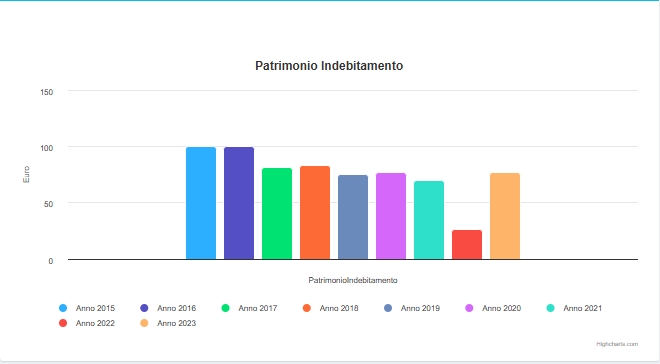 Patrimonio Indebitamento
150
100
50
0
Euro
PatrimonioIndebitamento
Anno 2015 Anno 2016 Anno 2017 Anno 2018 Anno 2019 Anno 2020 Anno 2021
Anno 2022 Anno 2023
Highcharts.com